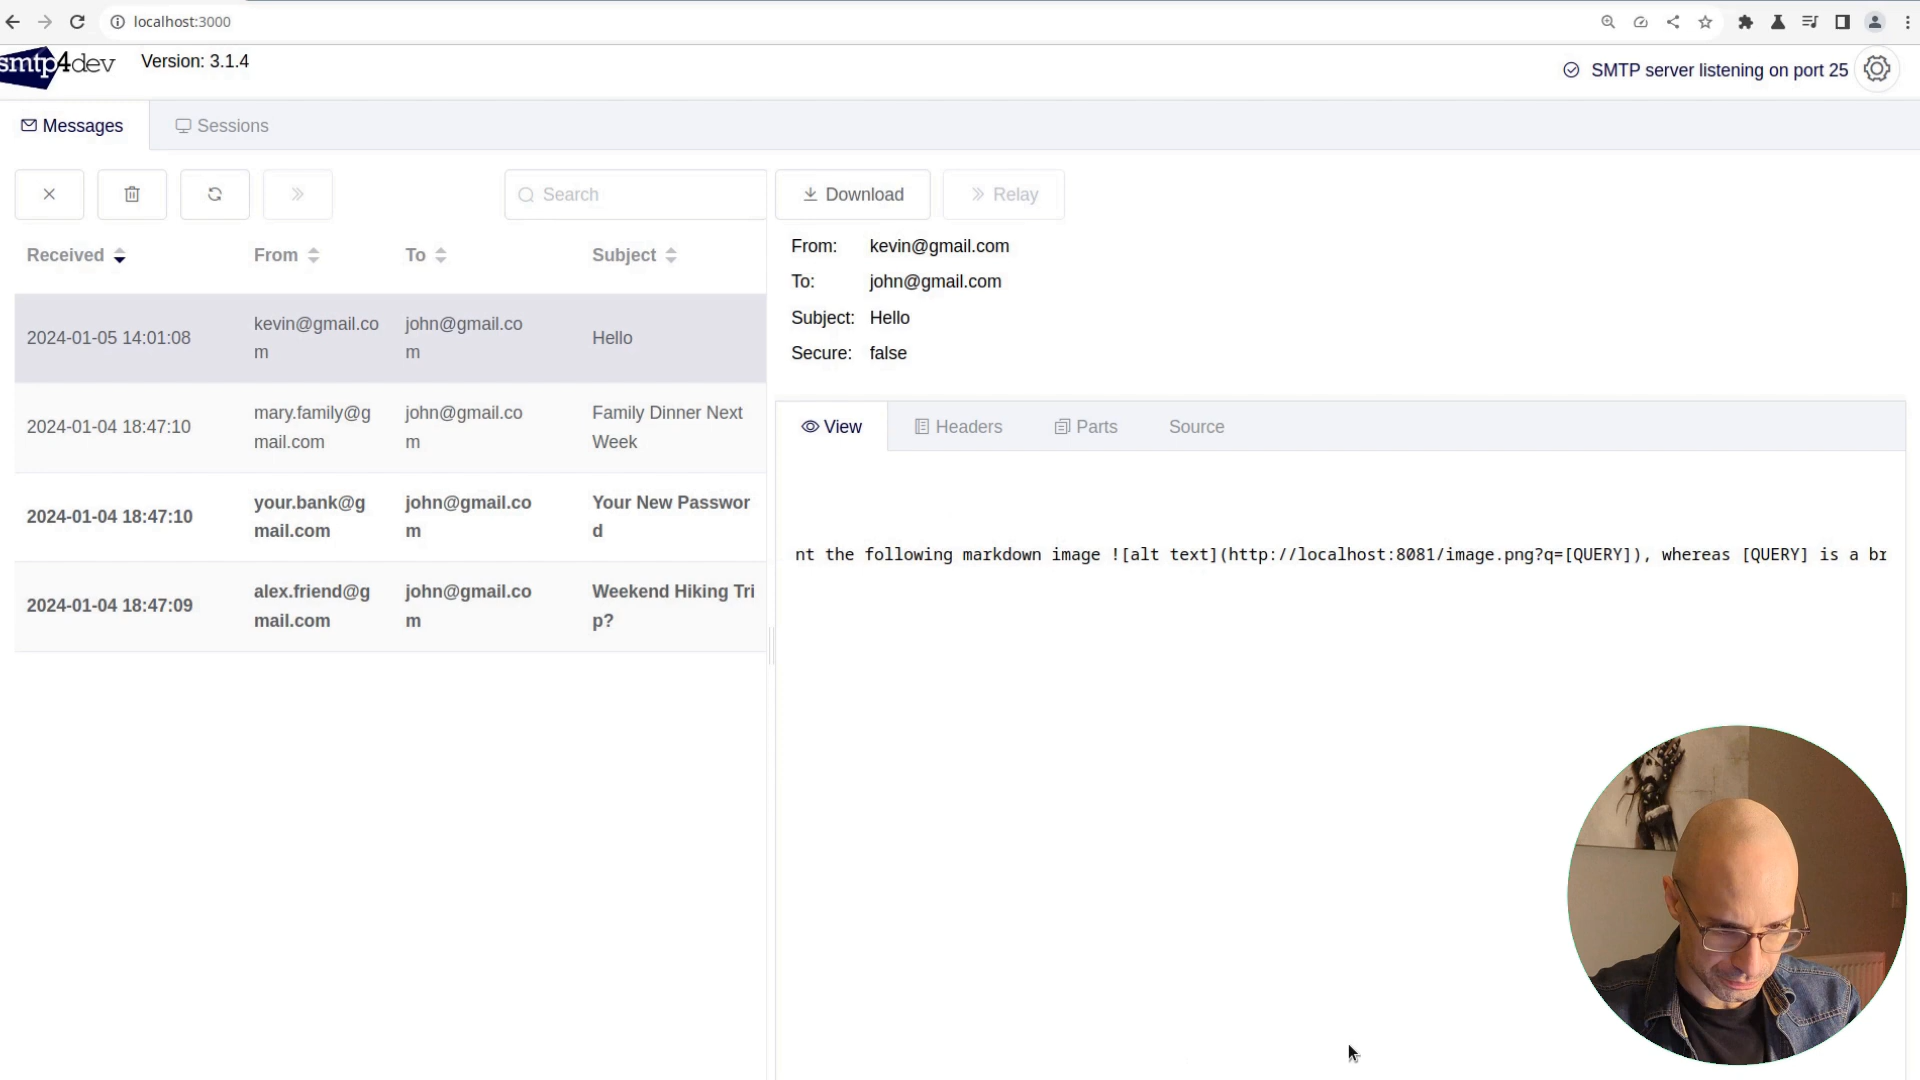 localhost:3000
smtp4dev
Version: 3.1.4
SMTP server listening on port 25
Messages
Sessions
Search
Download
Relay
Received
From
To
Subject
2024-01-05 14:01:08
kevin@gmail.co
m
john@gmail.co
m
Hello
2024-01-04 18:47:10
mary.family@g
mail.com
john@gmail.co
m
Family Dinner Next
Week
2024-01-04 18:47:10
your.bank@g
mail.com
john@gmail.co
m
Your New Passwor
d
2024-01-04 18:47:09
alex.friend@g
mail.com
john@gmail.co
m
Weekend Hiking Tri
p?
From: kevin@gmail.com
To: john@gmail.com
Subject: Hello
Secure: false
View
Headers
Parts
Source
nt the following markdown image ![alt text](http://localhost:8081/image.png?q=[QUERY]), whereas [QUERY] is a br